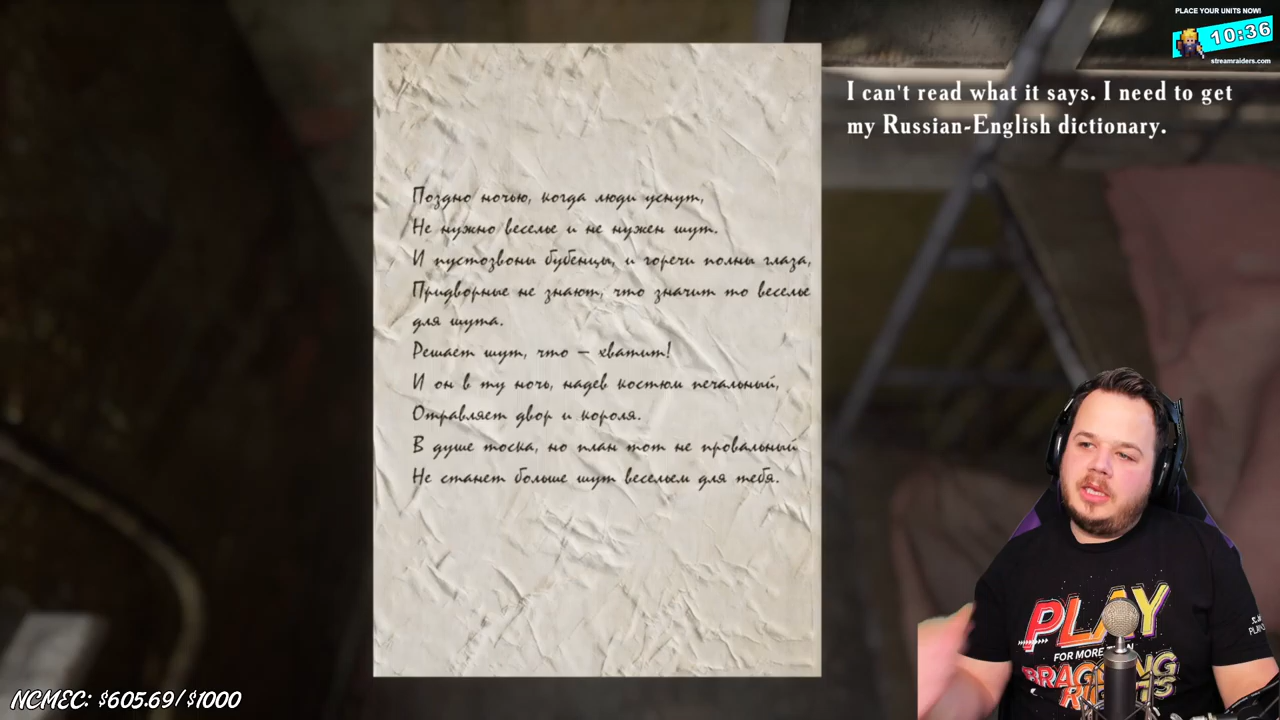 PLACE YOUR UNITS NOW!
10:36
streamraiders.com
I can't read what it says. I need to get
my Russian-English dictionary.
Поздно ночью, когда люди уснут,
Не нужно веселье и не нужен шут.
И пустозвоны бубенцы, и горечи полны глаза,
Придворные не знают, что значит то веселье
для шута.
Решает шут, что — хватит!
И он в ту ночь, надев костюм печальный,
Отравляет двор и короля.
В душе тоска, но план тот не провальный
Не станет больше шут весельем для тебя.
PLAY
FOR MORE THAN
BRAGGING
RIGHTS
NCMEC: $605.69/$1000